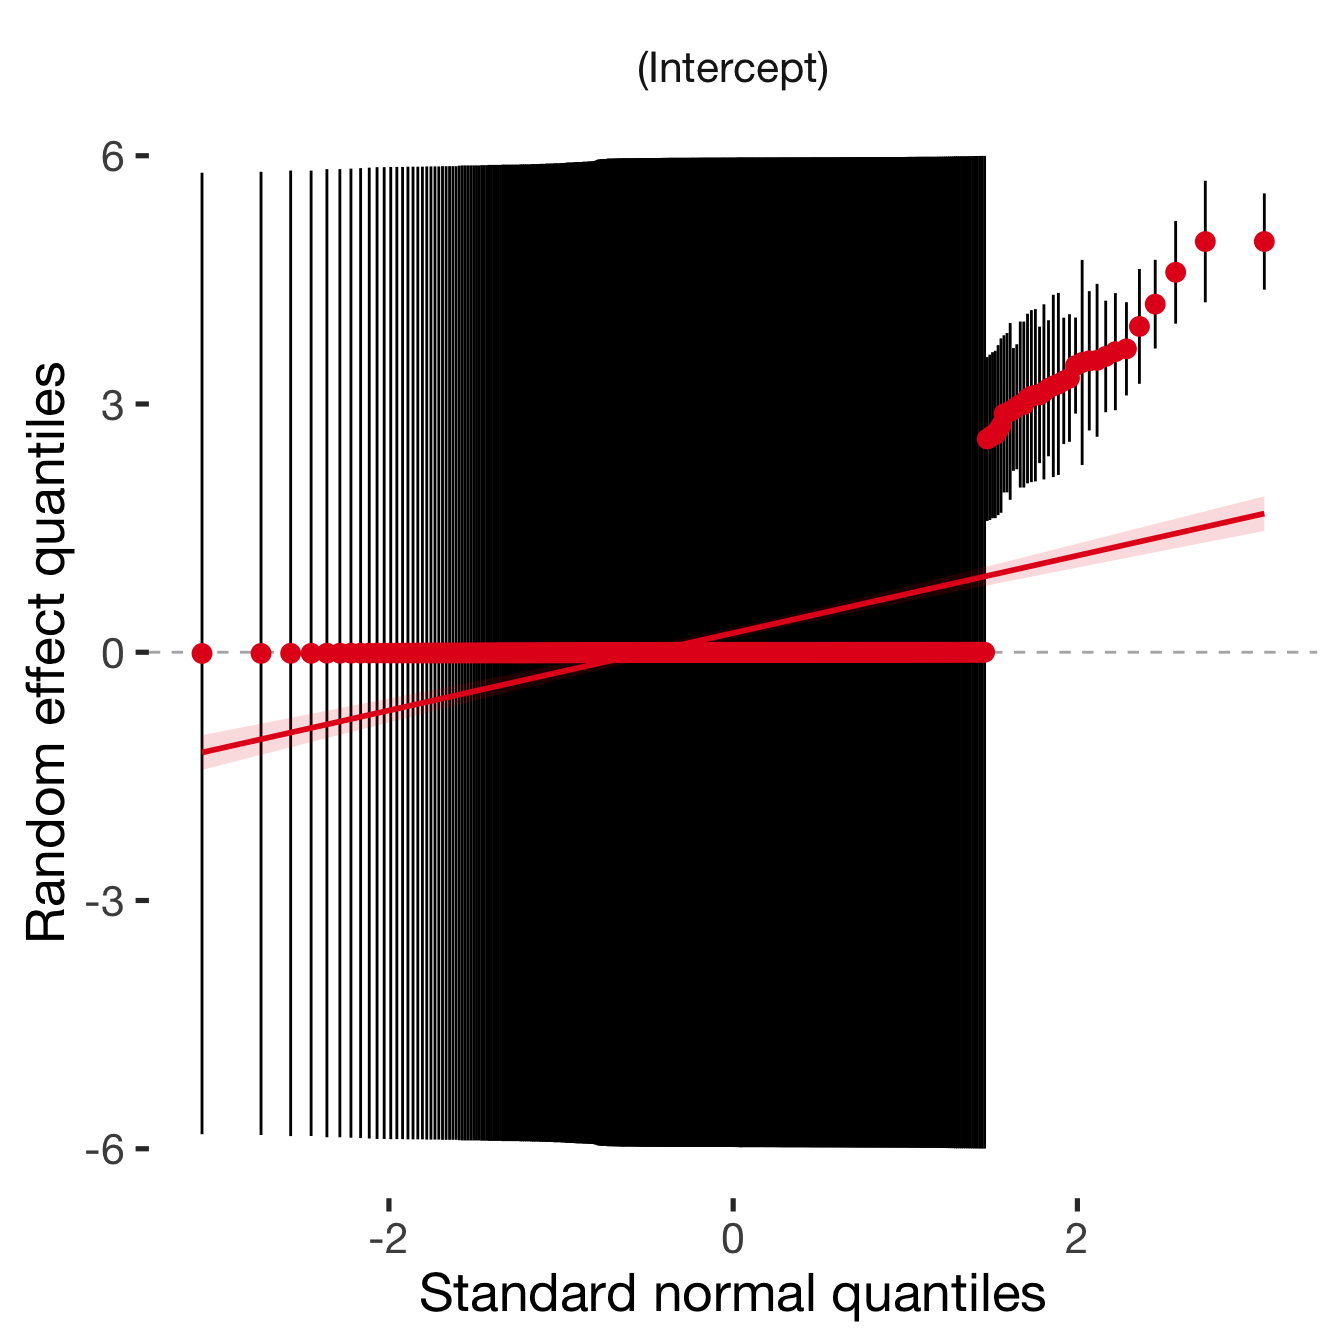 (Intercept)
6
3
0
-3
-6
Random effect quantiles
-2 0 2
Standard normal quantiles